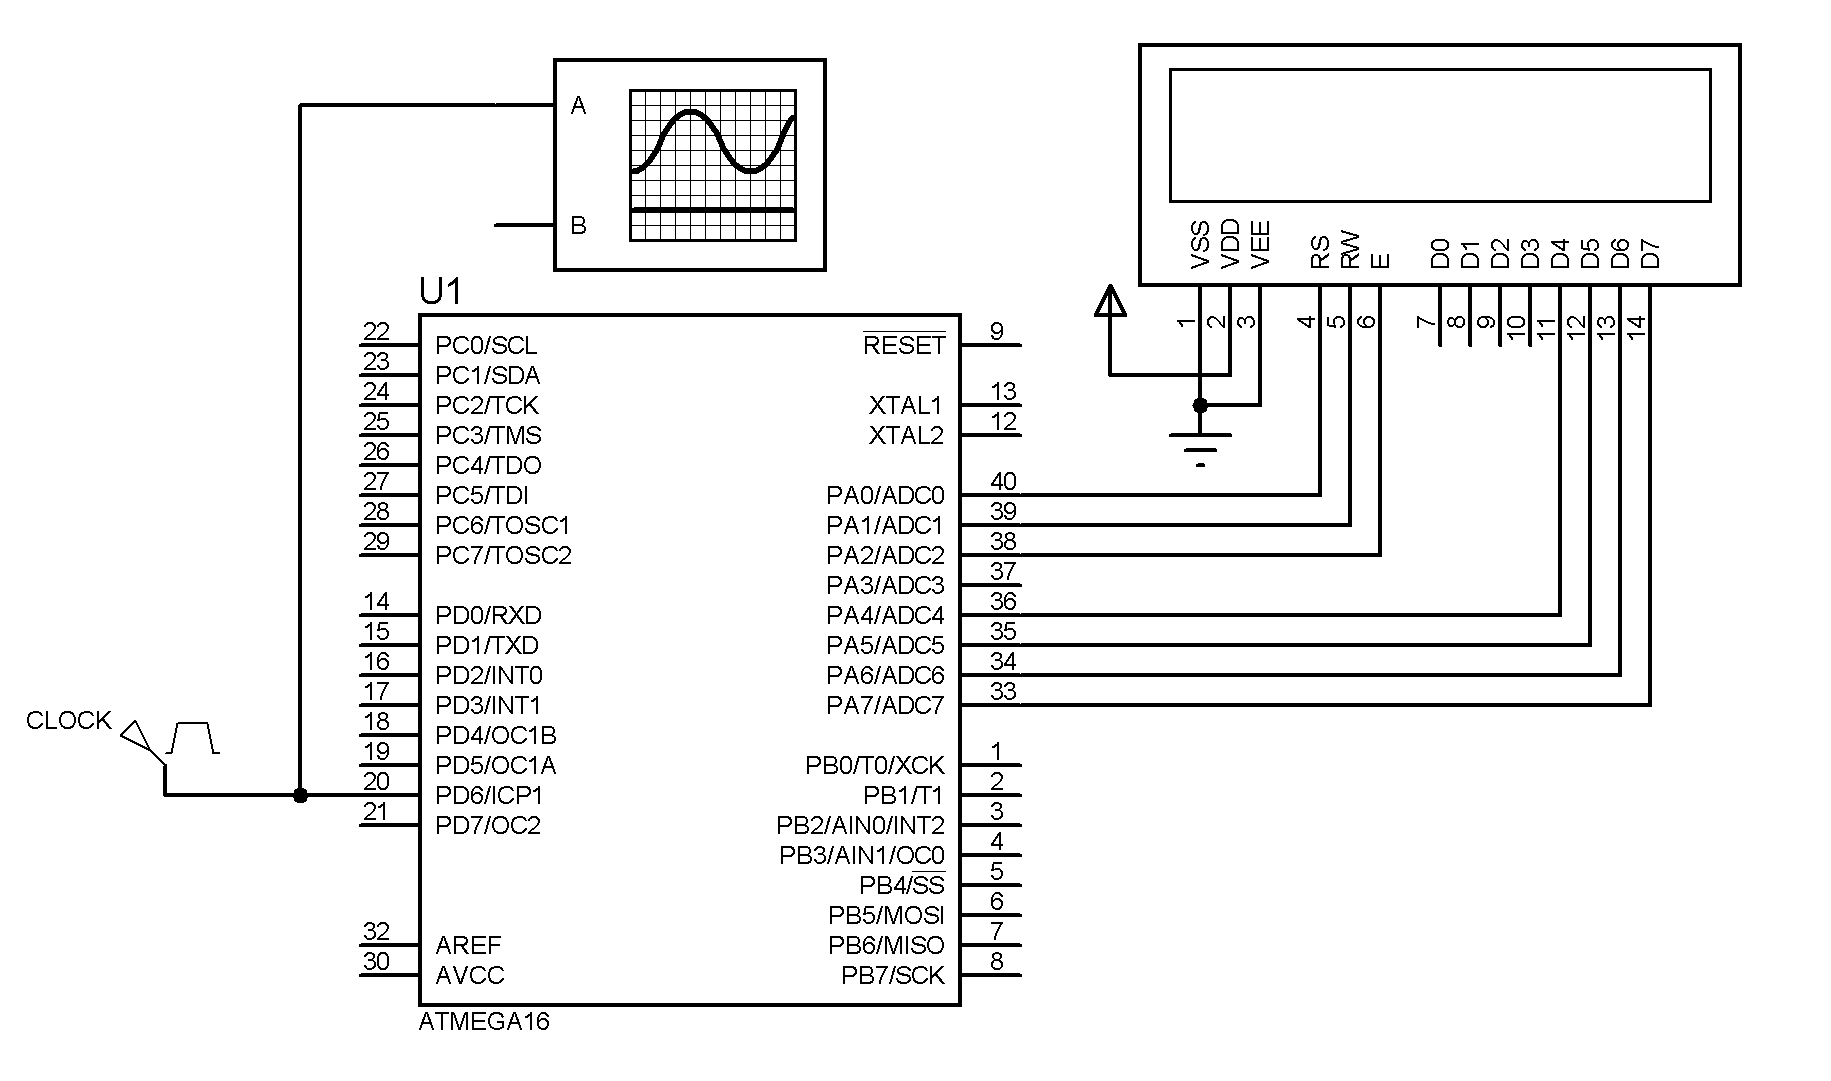 A
B
VSS
VDD
VEE
RS
RW
E
D0
D1
D2
D3
D4
D5
D6
D7
1
2
3
4
5
6
7
8
9
10
11
12
13
14
U1
22 PC0/SCL
23 PC1/SDA
24 PC2/TCK
25 PC3/TMS
26 PC4/TDO
27 PC5/TDI
28 PC6/TOSC1
29 PC7/TOSC2
14 PD0/RXD
15 PD1/TXD
16 PD2/INT0
17 PD3/INT1
18 PD4/OC1B
19 PD5/OC1A
20 PD6/ICP1
21 PD7/OC2
32 AREF
30 AVCC
RESET 9
XTAL1 13
XTAL2 12
PA0/ADC0 40
PA1/ADC1 39
PA2/ADC2 38
PA3/ADC3 37
PA4/ADC4 36
PA5/ADC5 35
PA6/ADC6 34
PA7/ADC7 33
PB0/T0/XCK 1
PB1/T1 2
PB2/AIN0/INT2 3
PB3/AIN1/OC0 4
PB4/SS 5
PB5/MOSI 6
PB6/MISO 7
PB7/SCK 8
CLOCK
ATMEGA16